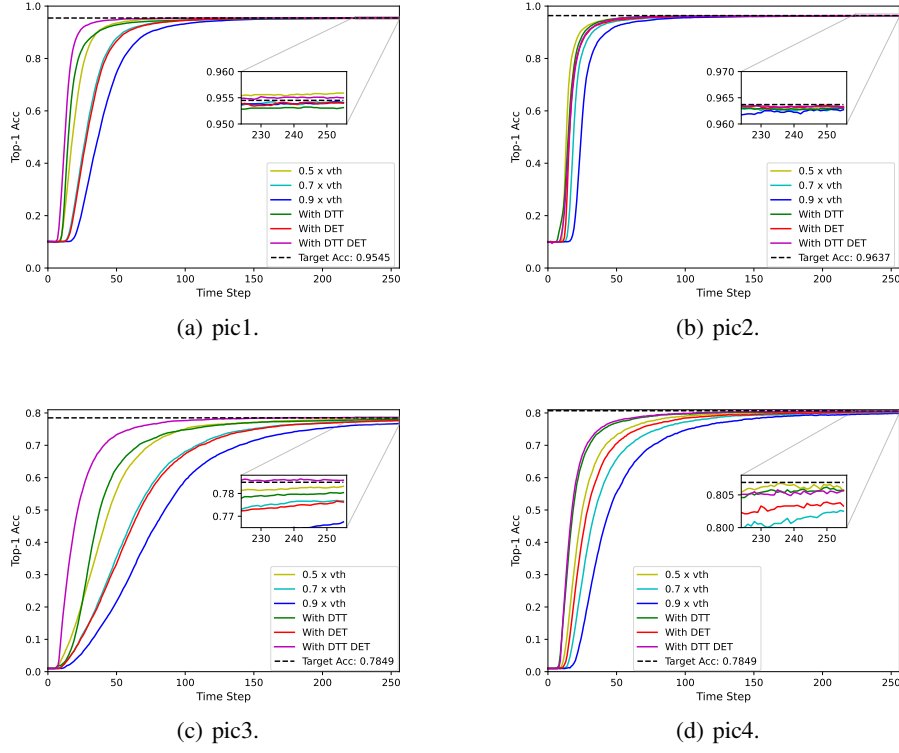 1.0
0.8
0.6
0.4
0.2
0.0
0 50 100 150 200 250
Top-1 Acc
Time Step
0.960
0.955
0.950
230 240 250
0.5 x vth
0.7 x vth
0.9 x vth
With DTT
With DET
With DTT DET
Target Acc: 0.9545
(a) pic1.
1.0
0.8
0.6
0.4
0.2
0.0
0 50 100 150 200 250
Top-1 Acc
Time Step
0.970
0.965
0.960
230 240 250
0.5 x vth
0.7 x vth
0.9 x vth
With DTT
With DET
With DTT DET
Target Acc: 0.9637
(b) pic2.
0.8
0.7
0.6
0.5
0.4
0.3
0.2
0.1
0.0
0 50 100 150 200 250
Top-1 Acc
Time Step
0.78
0.77
230 240 250
0.5 x vth
0.7 x vth
0.9 x vth
With DTT
With DET
With DTT DET
Target Acc: 0.7849
(c) pic3.
0.8
0.7
0.6
0.5
0.4
0.3
0.2
0.1
0.0
0 50 100 150 200 250
Top-1 Acc
Time Step
0.805
0.800
230 240 250
0.5 x vth
0.7 x vth
0.9 x vth
With DTT
With DET
With DTT DET
Target Acc: 0.7849
(d) pic4.